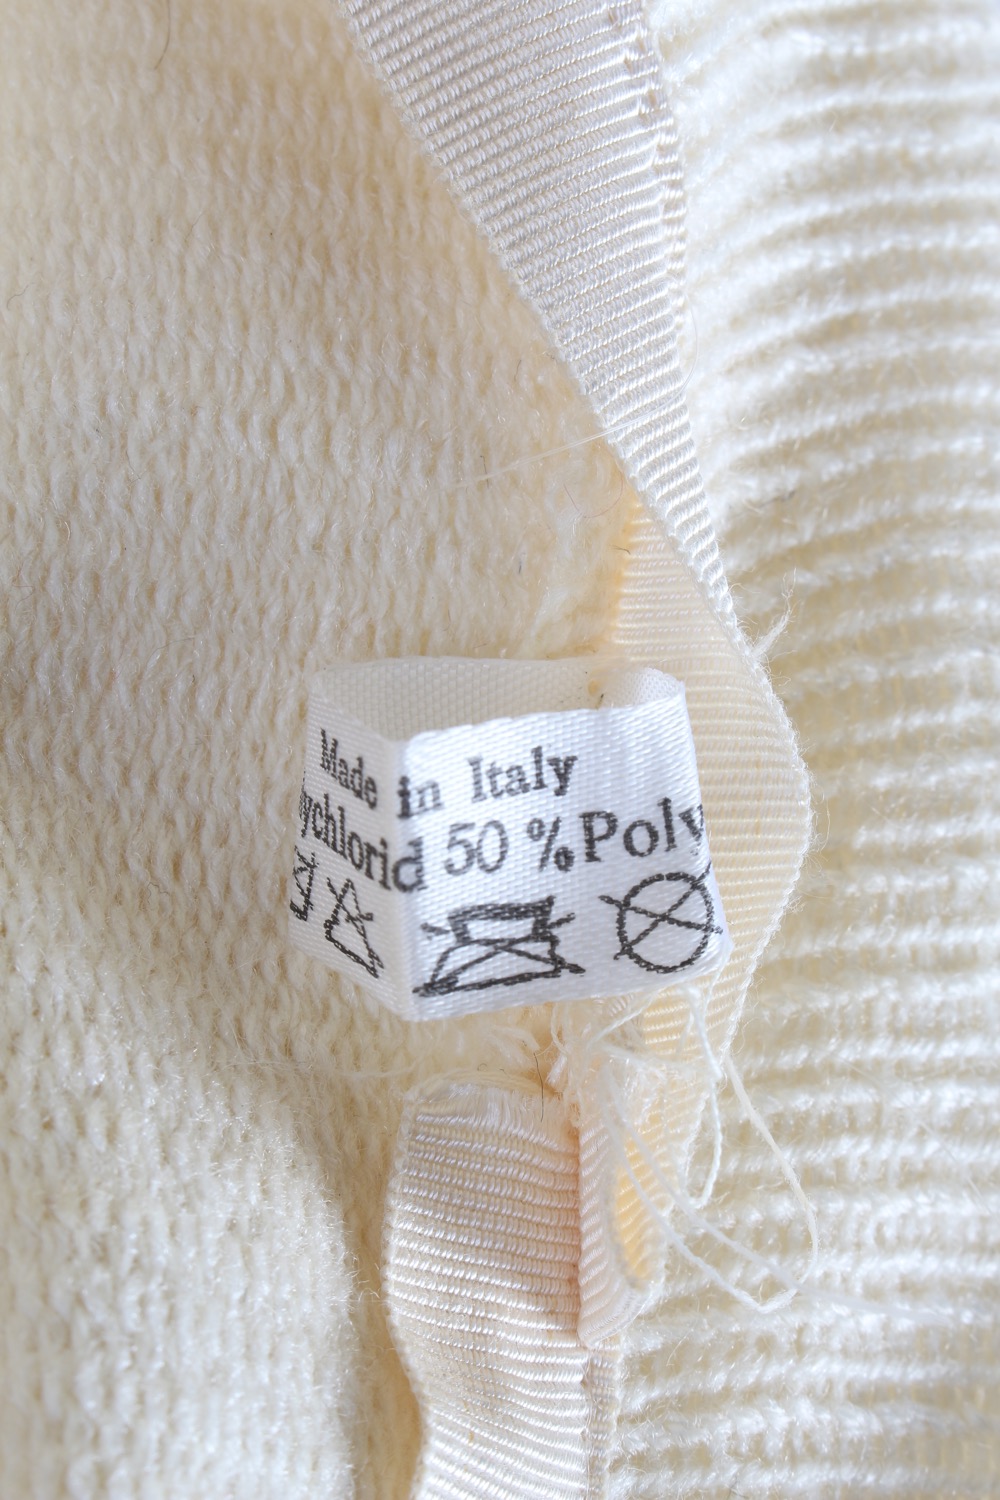 Made in Italy
ychlorid 50 % Poly